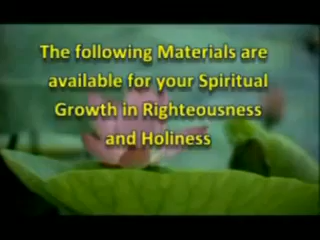 The following Materials are
available for your Spiritual
Growth in Righteousness
and Holiness